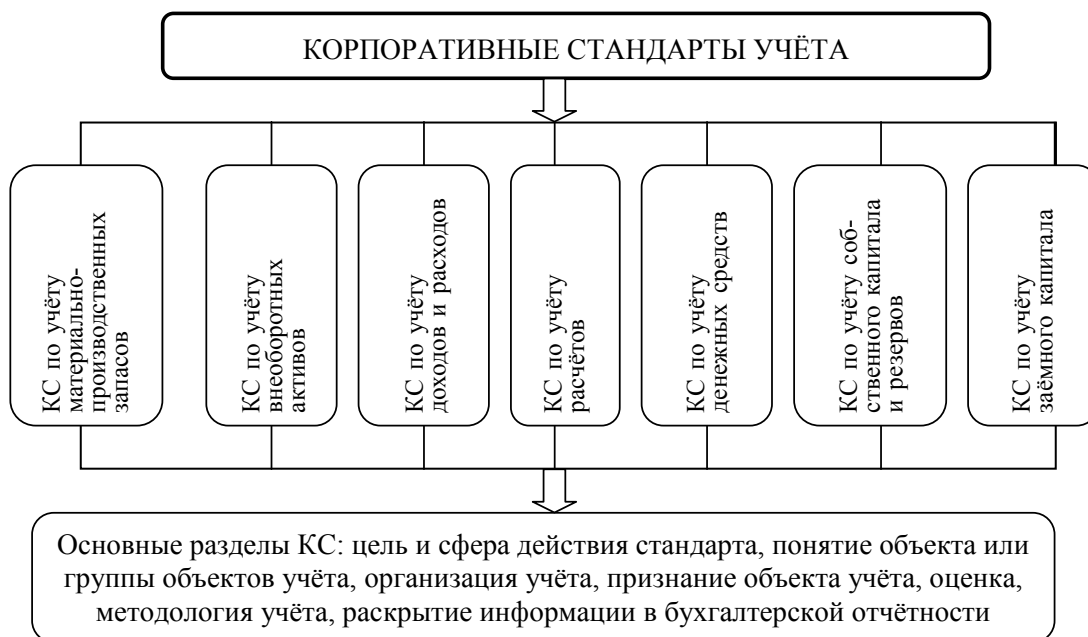 КОРПОРАТИВНЫЕ СТАНДАРТЫ УЧЁТА
КС по учёту
материально-
производственных
запасов
КС по учёту
внеоборотных
активов
КС по учёту
доходов и расходов
КС по учёту
расчётов
КС по учёту
денежных средств
КС по учёту соб-
ственного капитала
и резервов
КС по учёту
заёмного капитала
Основные разделы КС: цель и сфера действия стандарта, понятие объекта или
группы объектов учёта, организация учёта, признание объекта учёта, оценка,
методология учёта, раскрытие информации в бухгалтерской отчётности